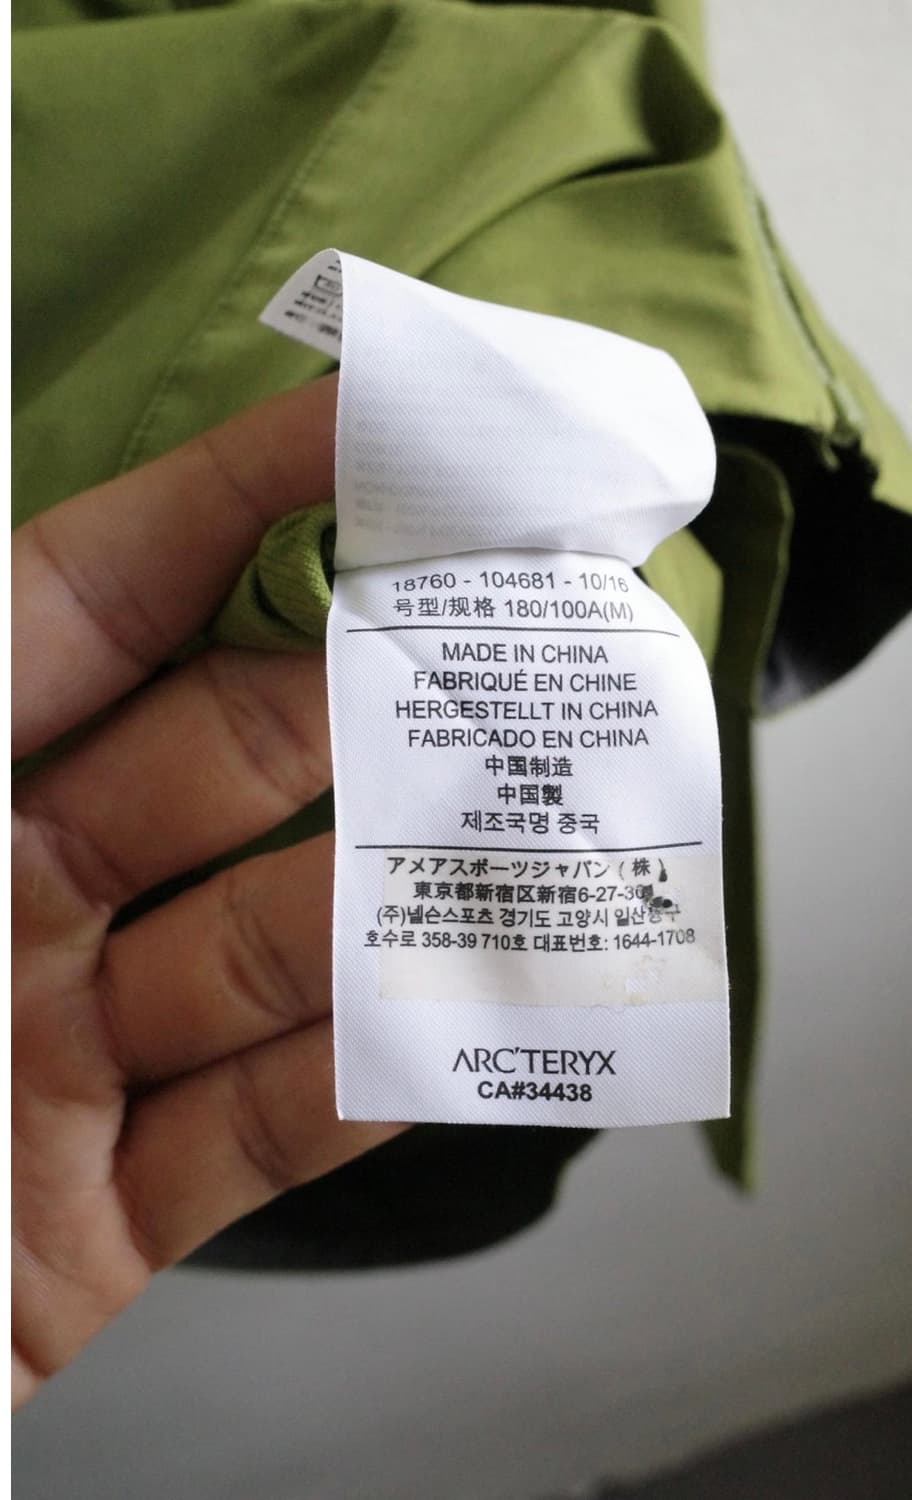 18760 - 104681 - 10/16
号型/规格 180/100A(M)
MADE IN CHINA
FABRIQUÉ EN CHINE
HERGESTELLT IN CHINA
FABRICADO EN CHINA
中国制造
中国製
제조국명 중국
アメアスポーツジャパン (株)
東京都新宿区新宿6-27-30
(주)넬슨스포츠 경기도 고양시 일산동구
호수로 358-39 710호 대표번호: 1644-1708
ARC'TERYX
CA#34438